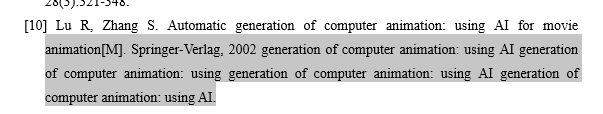 28(3):321-348.
[10] Lu R, Zhang S. Automatic generation of computer animation: using AI for movie
animation[M]. Springer-Verlag, 2002 generation of computer animation: using AI generation
of computer animation: using generation of computer animation: using AI generation of
computer animation: using AI.